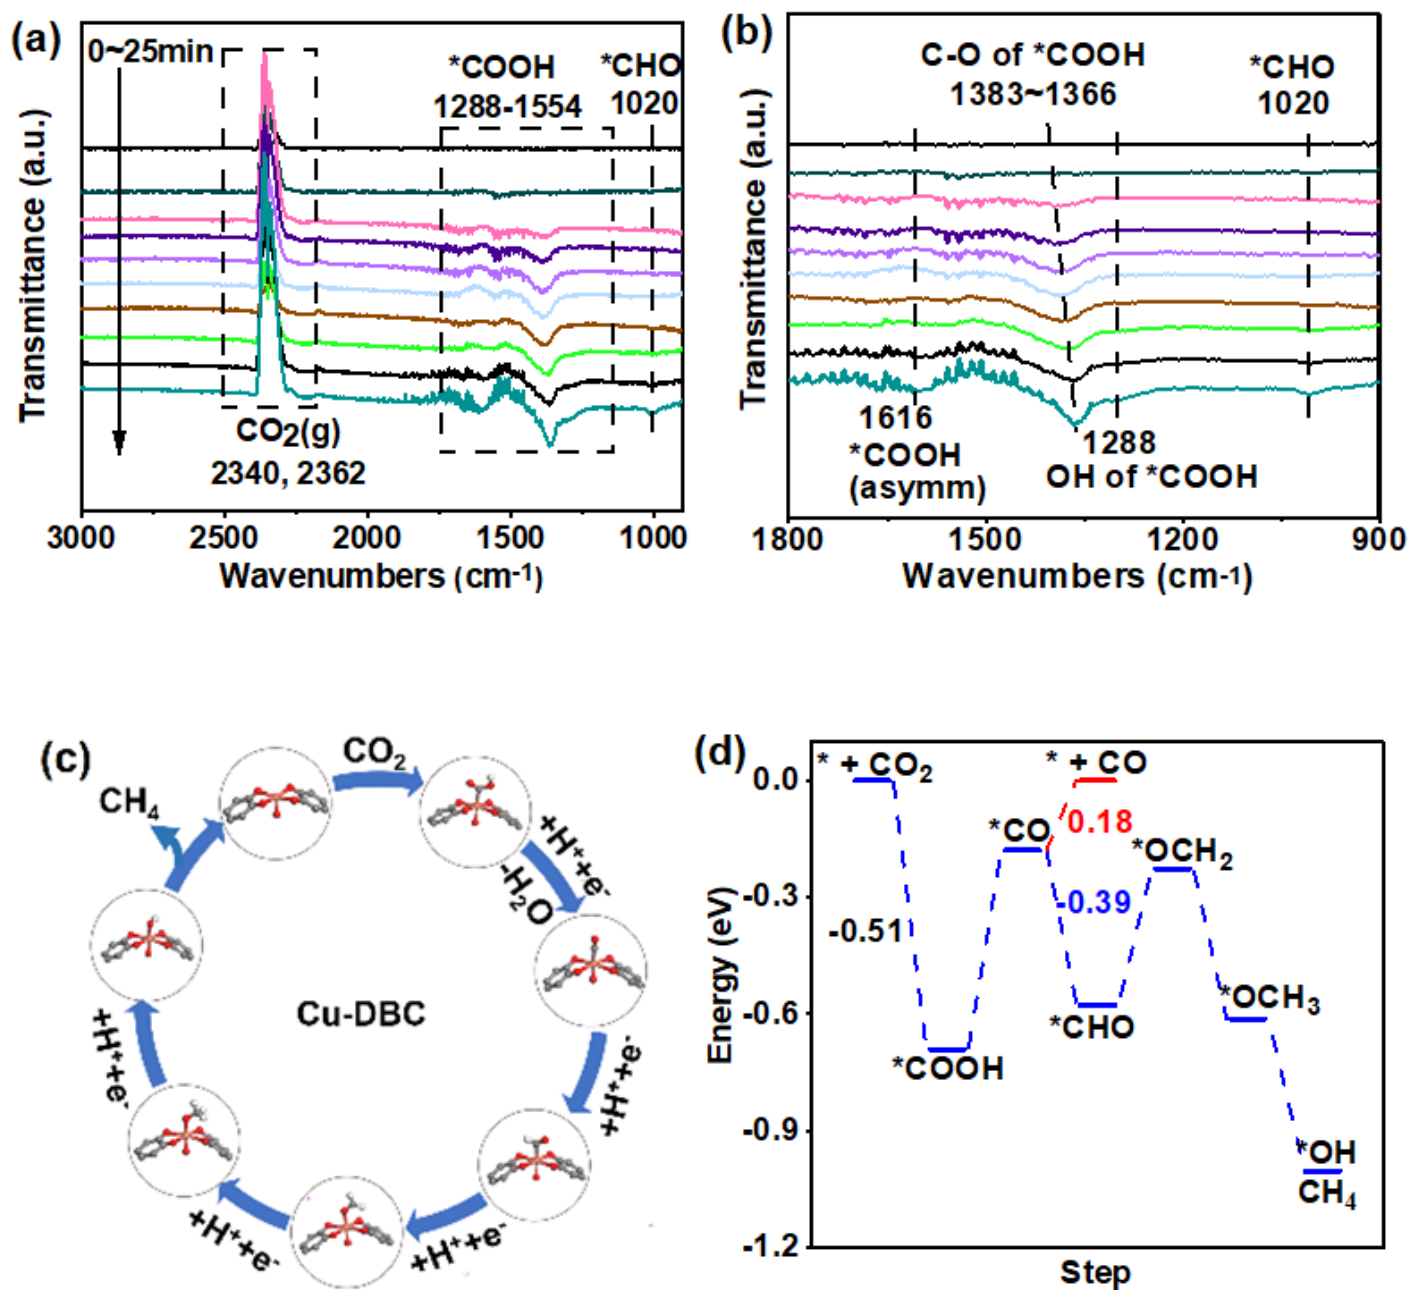 (a)
0~25min
*COOH
1288-1554
*CHO
1020
CO2(g)
2340, 2362
Transmittance (a.u.)
3000 2500 2000 1500 1000
Wavenumbers (cm-1)
(b)
C-O of *COOH
1383~1366
*CHO
1020
1616
*COOH
(asymm)
1288
OH of *COOH
Transmittance (a.u.)
1800 1500 1200 900
Wavenumbers (cm-1)
(c)
CO2
+H++e-
-H2O
+H++e-
+H++e-
+H++e-
+H++e-
CH4
Cu-DBC
(d)
* + CO2
* + CO
*CO
0.18
*OCH2
-0.39
-0.51
*COOH
*CHO
*OCH3
*OH
CH4
0.0
-0.3
-0.6
-0.9
-1.2
Energy (eV)
Step